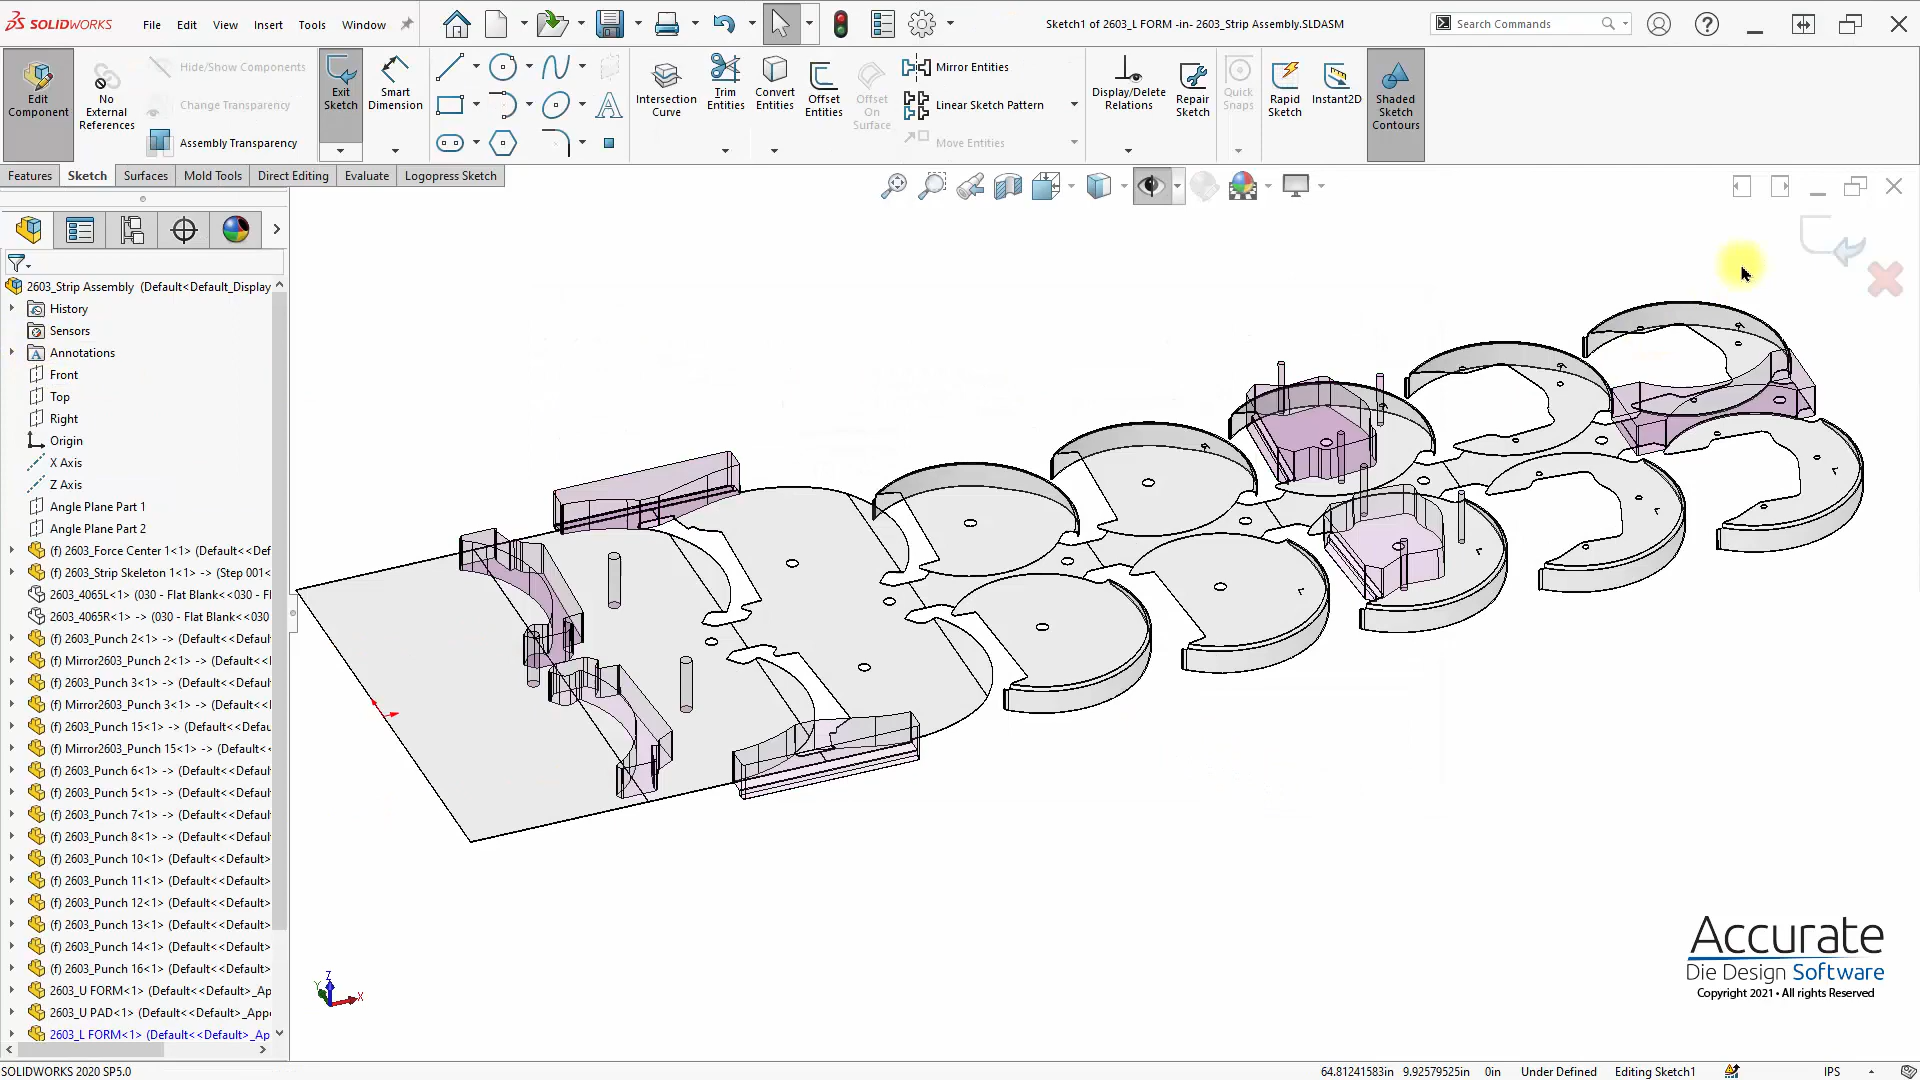 SOLIDWORKS File Edit View Insert Tools Window Sketch1 of 2603_L FORM -in- 2603_Strip Assembly.SLDASM Search Commands
Edit Component
No External References
Hide/Show Components
Change Transparency
Assembly Transparency
Exit Sketch
Smart Dimension
Intersection Curve
Trim Entities
Convert Entities
Offset Entities
Offset On Surface
Mirror Entities
Linear Sketch Pattern
Move Entities
Display/Delete Relations
Repair Sketch
Quick Snaps
Rapid Sketch
Instant2D
Shaded Sketch Contours
Features Sketch Surfaces Mold Tools Direct Editing Evaluate Logopress Sketch
2603_Strip Assembly (Default<Default_Display
History
Sensors
Annotations
Front
Top
Right
Origin
X Axis
Z Axis
Angle Plane Part 1
Angle Plane Part 2
(f) 2603_Force Center 1<1> (Default<<Def
(f) 2603_Strip Skeleton 1<1> -> (Step 001<
2603_4065L<1> (030 - Flat Blank<<030 - F
2603_4065R<1> -> (030 - Flat Blank<<030
(f) 2603_Punch 2<1> -> (Default<<Defau
(f) Mirror2603_Punch 2<1> -> (Default<<
(f) 2603_Punch 3<1> -> (Default<<Defau
(f) Mirror2603_Punch 3<1> -> (Default<<
(f) 2603_Punch 15<1> -> (Default<<Defau
(f) Mirror2603_Punch 15<1> -> (Default<
(f) 2603_Punch 6<1> -> (Default<<Defau
(f) 2603_Punch 5<1> -> (Default<<Defau
(f) 2603_Punch 7<1> -> (Default<<Defau
(f) 2603_Punch 8<1> -> (Default<<Defau
(f) 2603_Punch 10<1> (Default<<Default>
(f) 2603_Punch 11<1> (Default<<Default>
(f) 2603_Punch 12<1> (Default<<Default>
(f) 2603_Punch 13<1> (Default<<Default>
(f) 2603_Punch 14<1> (Default<<Default>
(f) 2603_Punch 16<1> (Default<<Default>
2603_U FORM<1> (Default<<Default>_Ap
2603_U PAD<1> (Default<<Default>_Appe
2603_L FORM<1> (Default<<Default>_Ap
Z
Y
X
Accurate
Die Design Software
Copyright 2021 • All rights Reserved
SOLIDWORKS 2020 SP5.0 64.81241583in 9.92579525in 0in Under Defined Editing Sketch1 IPS